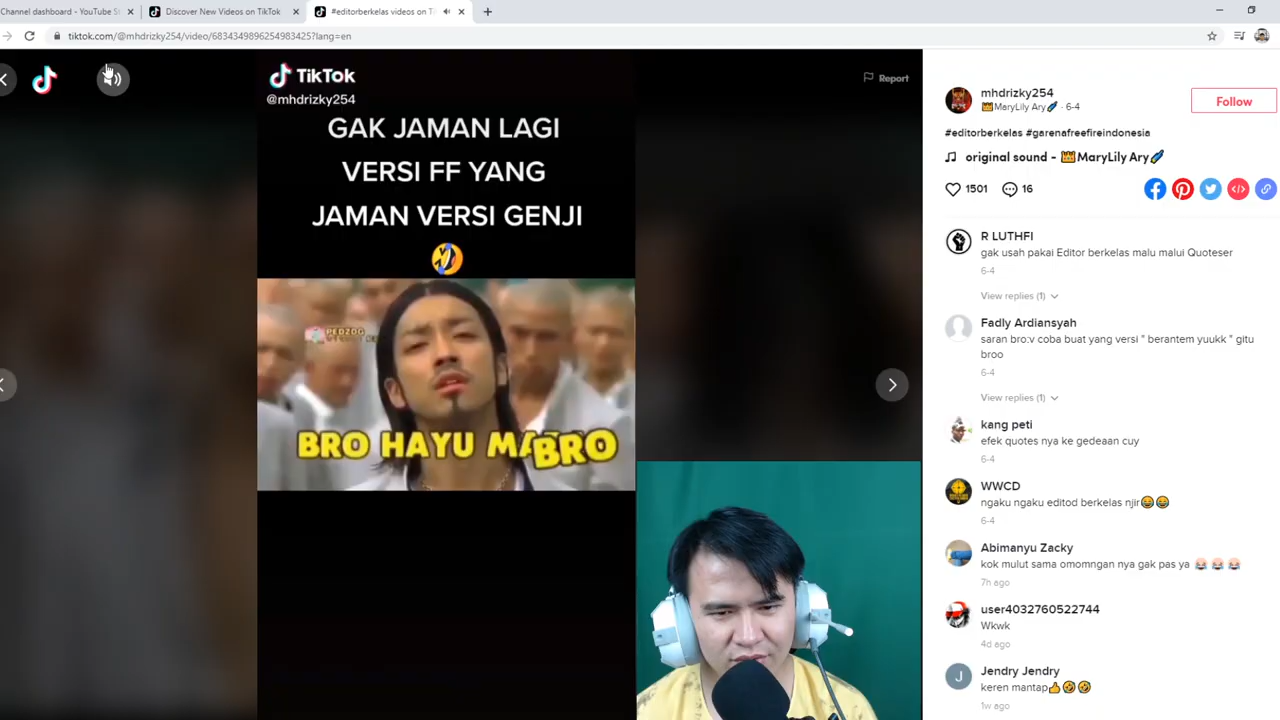 Channel dashboard - YouTube St
Discover New Videos on TikTok
#editorberkelas videos on T
tiktok.com/@mhdrizky254/video/6834349896254983425?lang=en
TikTok
@mhdrizky254
GAK JAMAN LAGI
VERSI FF YANG
JAMAN VERSI GENJI
🤣
BRO HAYU MA BRO
Report
mhdrizky254
👑MaryLily Ary · 6-4
Follow
#editorberkelas #garenafreefireindonesia
original sound - 👑MaryLily Ary
1501
16
R LUTHFI
gak usah pakai Editor berkelas malu malui Quoteser
6-4
View replies (1)
Fadly Ardiansyah
saran bro:v coba buat yang versi " berantem yuukk " gitu
broo
6-4
View replies (1)
kang peti
efek quotes nya ke gedeaan cuy
6-4
WWCD
ngaku ngaku editod berkelas njir😂😂
6-4
Abimanyu Zacky
kok mulut sama omomngan nya gak pas ya
7h ago
user4032760522744
Wkwk
4d ago
Jendry Jendry
keren mantap👍🤣🤣
1w ago